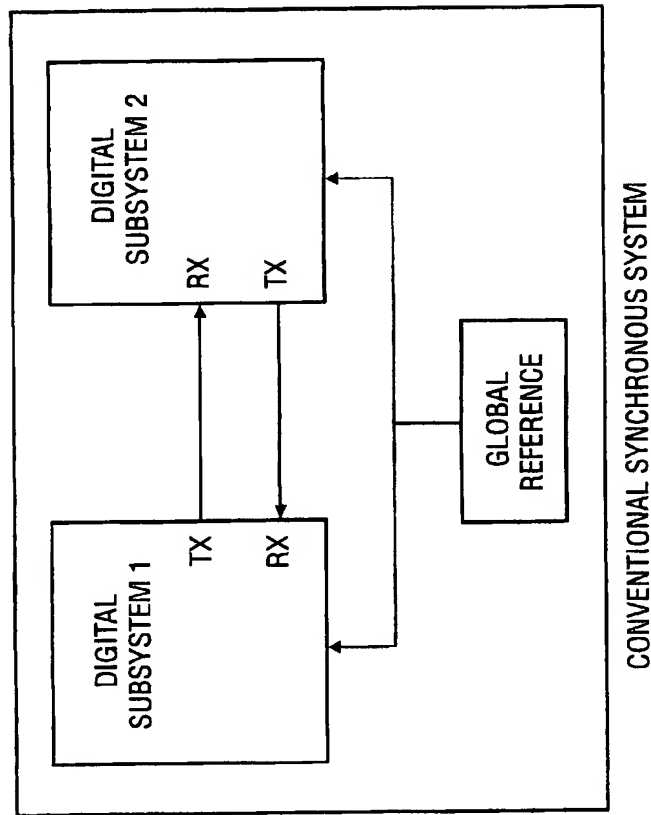 DIGITAL
SUBSYSTEM 1
TX
RX
DIGITAL
SUBSYSTEM 2
RX
TX
GLOBAL
REFERENCE
CONVENTIONAL SYNCHRONOUS SYSTEM